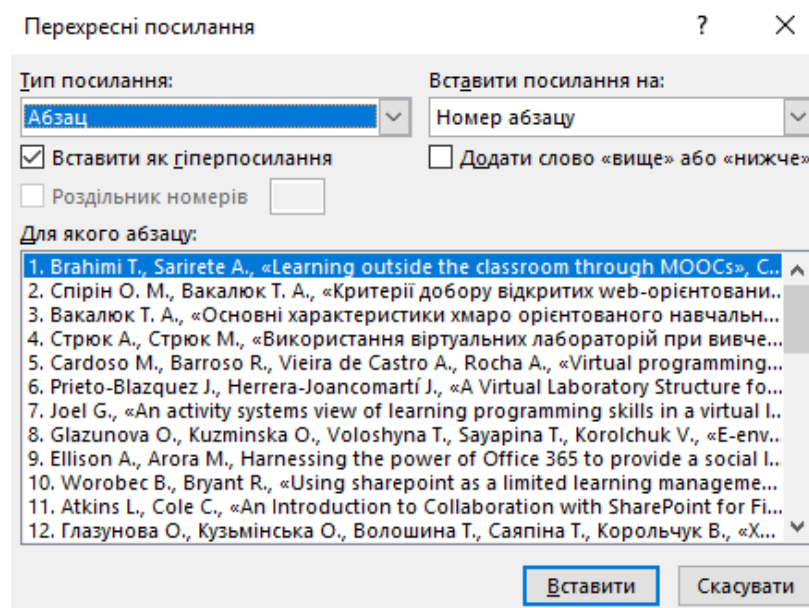 Перехресні посилання
Тип посилання:
Вставити посилання на:
Абзац
Номер абзацу
Вставити як гіперпосилання
Додати слово «вище» або «нижче»
Роздільник номерів
Для якого абзацу:
1. Brahimi T., Sarirete A., «Learning outside the classroom through MOOCs», C...
2. Спірін О. М., Вакалюк Т. А., «Критерії добору відкритих web-орієнтовани...
3. Вакалюк Т. А., «Основні характеристики хмаро орієнтованого навчальн...
4. Стрюк А., Стрюк М., «Використання віртуальних лабораторій при вивче...
5. Cardoso M., Barroso R., Vieira de Castro A., Rocha A., «Virtual programming...
6. Prieto-Blazquez J., Herrera-Joancomartí J., «A Virtual Laboratory Structure fo...
7. Joel G., «An activity systems view of learning programming skills in a virtual l...
8. Glazunova O., Kuzminska O., Voloshyna T., Sayapina T., Korolchuk V., «E-env...
9. Ellison A., Arora M., Harnessing the power of Office 365 to provide a social l...
10. Worobec B., Bryant R., «Using sharepoint as a limited learning manageme...
11. Atkins L., Cole C., «An Introduction to Collaboration with SharePoint for Fi...
12. Глазунова О., Кузьмінська О., Волошина Т., Саяпіна Т., Корольчук В., «Х...
Вставити
Скасувати